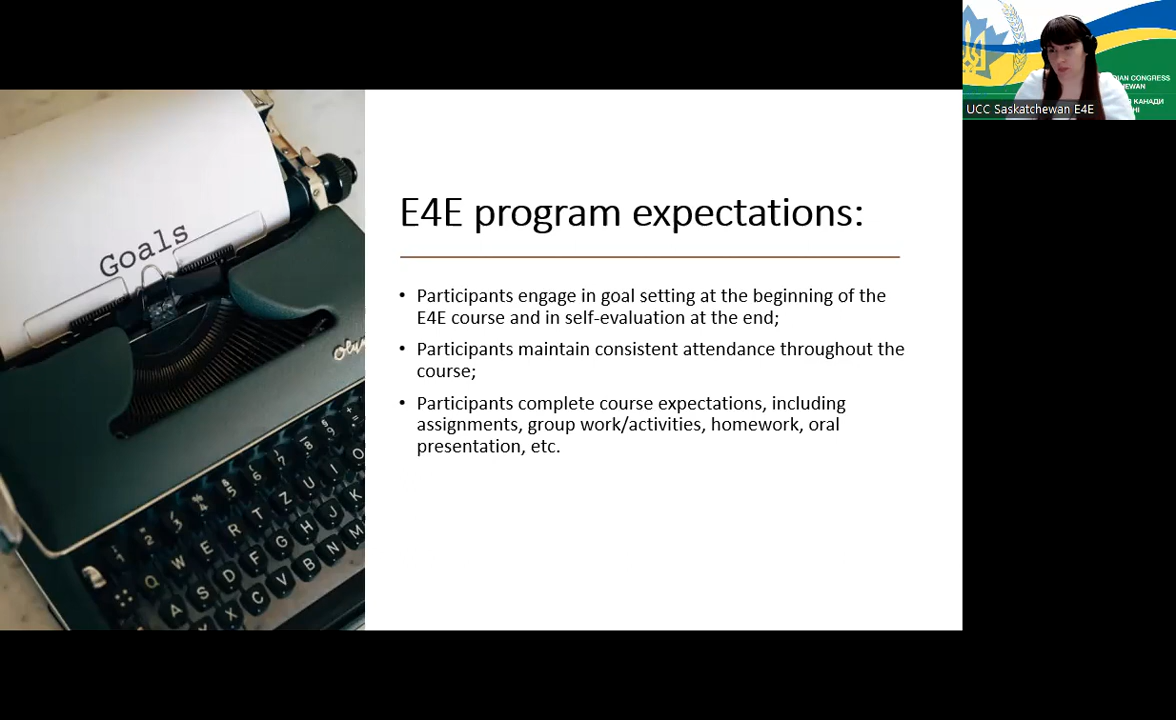 Goals
E4E program expectations:
• Participants engage in goal setting at the beginning of the
E4E course and in self-evaluation at the end;
• Participants maintain consistent attendance throughout the
course;
• Participants complete course expectations, including
assignments, group work/activities, homework, oral
presentation, etc.
UCC Saskatchewan E4E
DIAN CONGRESS
HEWAN
КАНАДИ
НІ
Q W E R T Z U I O
A S D F G H J K
X C V B N M